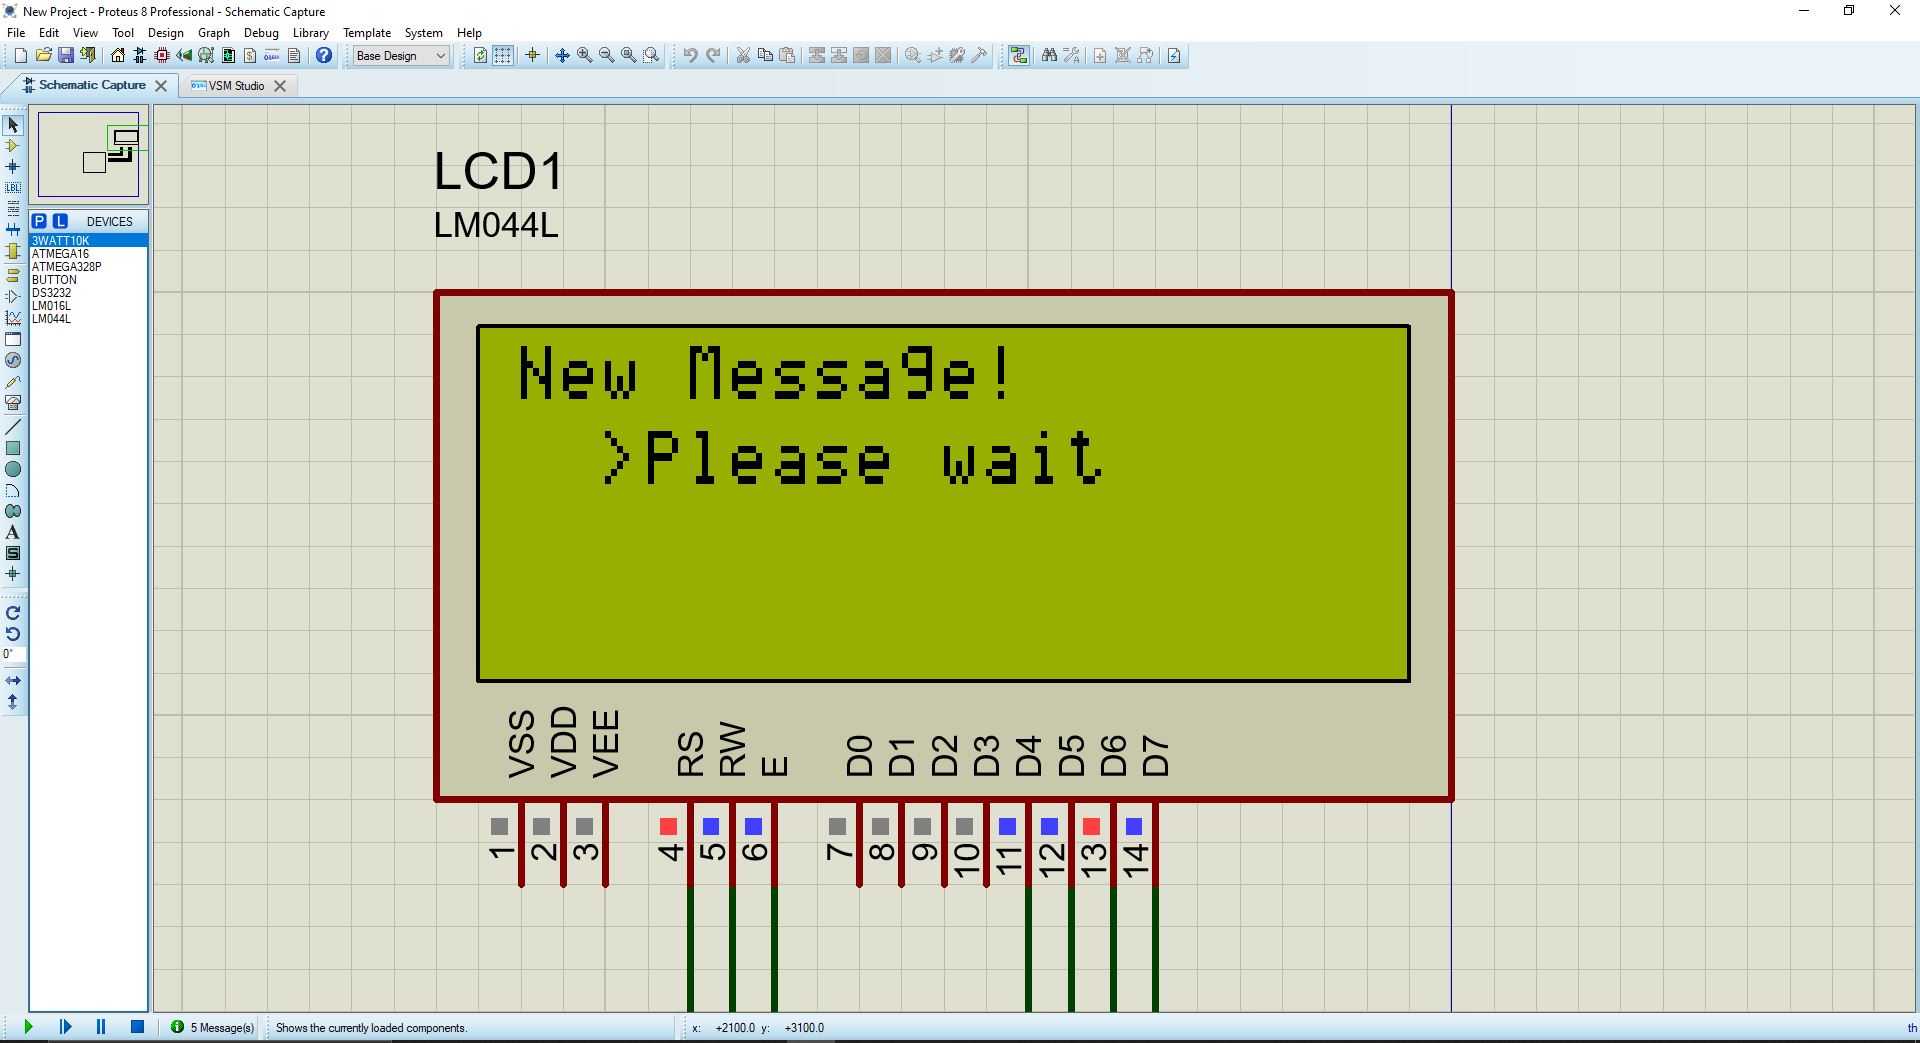 New Project - Proteus 8 Professional - Schematic Capture
File Edit View Tool Design Graph Debug Library Template System Help
Base Design
Schematic Capture
VSM Studio
P L DEVICES
3WATT10K
ATMEGA16
ATMEGA328P
BUTTON
DS3232
LM016L
LM044L
LBL
A
S
0°
LCD1
LM044L
New Message!
>Please wait
VSS
VDD
VEE
RS
RW
E
D0
D1
D2
D3
D4
D5
D6
D7
1
2
3
4
5
6
7
8
9
10
11
12
13
14
5 Message(s)
Shows the currently loaded components.
x: +2100.0 y: +3100.0
th